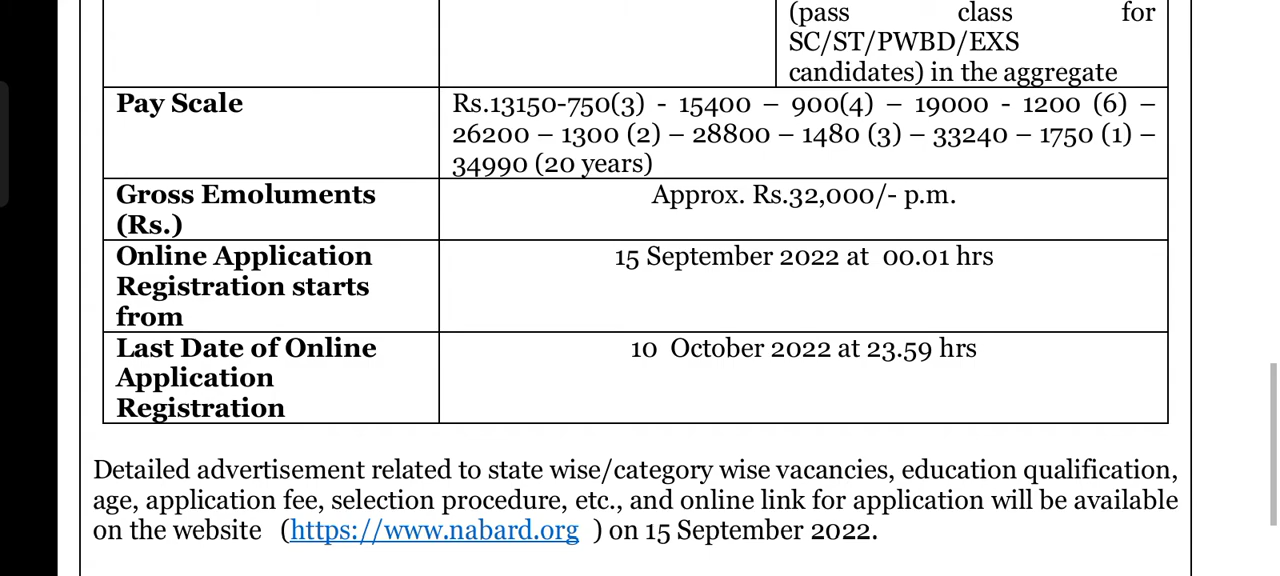 (pass class for
SC/ST/PWBD/EXS
candidates) in the aggregate
Pay Scale
Rs.13150-750(3) - 15400 – 900(4) – 19000 - 1200 (6) –
26200 – 1300 (2) – 28800 – 1480 (3) – 33240 – 1750 (1) –
34990 (20 years)
Gross Emoluments
(Rs.)
Approx. Rs.32,000/- p.m.
Online Application
Registration starts
from
15 September 2022 at 00.01 hrs
Last Date of Online
Application
Registration
10 October 2022 at 23.59 hrs
Detailed advertisement related to state wise/category wise vacancies, education qualification,
age, application fee, selection procedure, etc., and online link for application will be available
on the website (https://www.nabard.org ) on 15 September 2022.